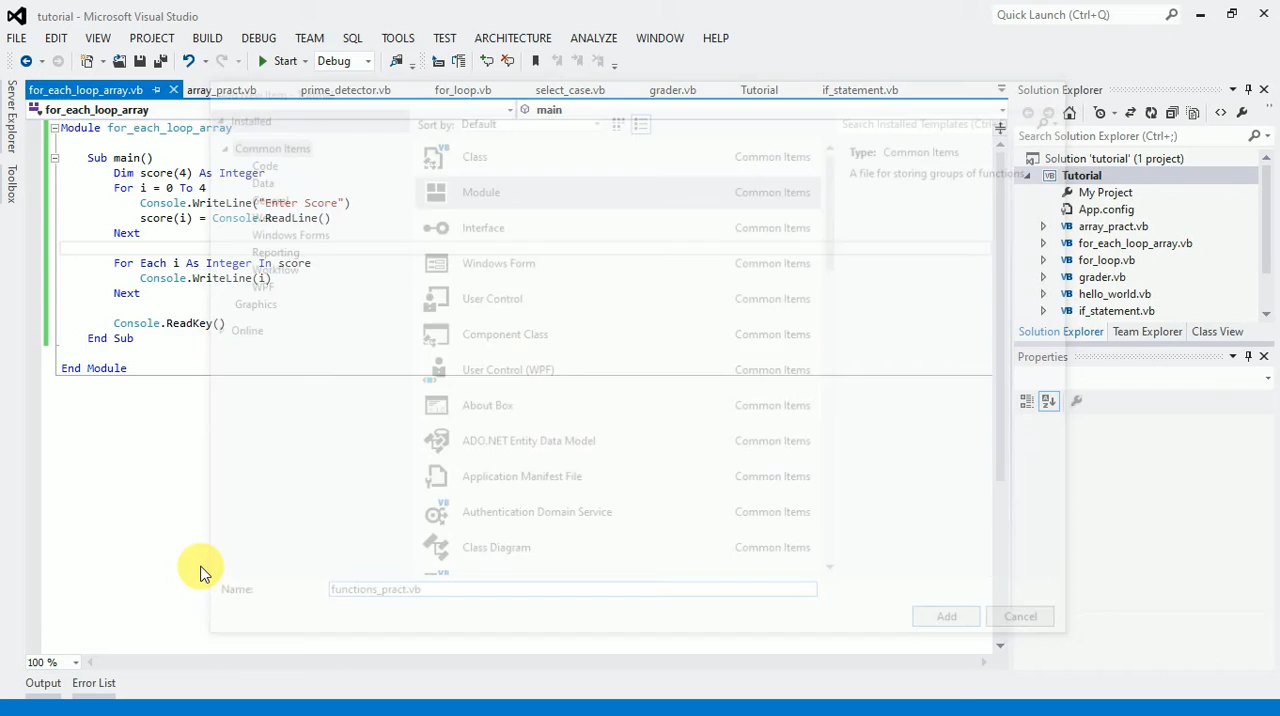 tutorial - Microsoft Visual Studio
Quick Launch (Ctrl+Q)
FILE EDIT VIEW PROJECT BUILD DEBUG TEAM SQL TOOLS TEST ARCHITECTURE ANALYZE WINDOW HELP
Start Debug
Server Explorer
Toolbox
for_each_loop_array.vb array_pract.vb prime_detector.vb for_loop.vb select_case.vb grader.vb Tutorial if_statement.vb
for_each_loop_array main
Module for_each_loop_array
Sub main()
Dim score(4) As Integer
For i = 0 To 4
Console.WriteLine("Enter Score")
score(i) = Console.ReadLine()
Next
For Each i As Integer In score
Console.WriteLine(i)
Next
Console.ReadKey()
End Sub
End Module
Installed
Common Items
Code
Data
Windows Forms
Reporting
Workflow
WPF
Graphics
Online
Sort by: Default
Search Installed Templates (Ctrl+E)
Class Common Items
Module Common Items
Interface Common Items
Windows Form Common Items
User Control Common Items
Component Class Common Items
User Control (WPF) Common Items
About Box Common Items
ADO.NET Entity Data Model Common Items
Application Manifest File Common Items
Authentication Domain Service Common Items
Class Diagram Common Items
Type: Common Items
A file for storing groups of functions
Name: functions_pract.vb
Add Cancel
Solution Explorer
Search Solution Explorer (Ctrl+;)
Solution 'tutorial' (1 project)
Tutorial
My Project
App.config
array_pract.vb
for_each_loop_array.vb
for_loop.vb
grader.vb
hello_world.vb
if_statement.vb
Solution Explorer Team Explorer Class View
Properties
100 %
Output Error List